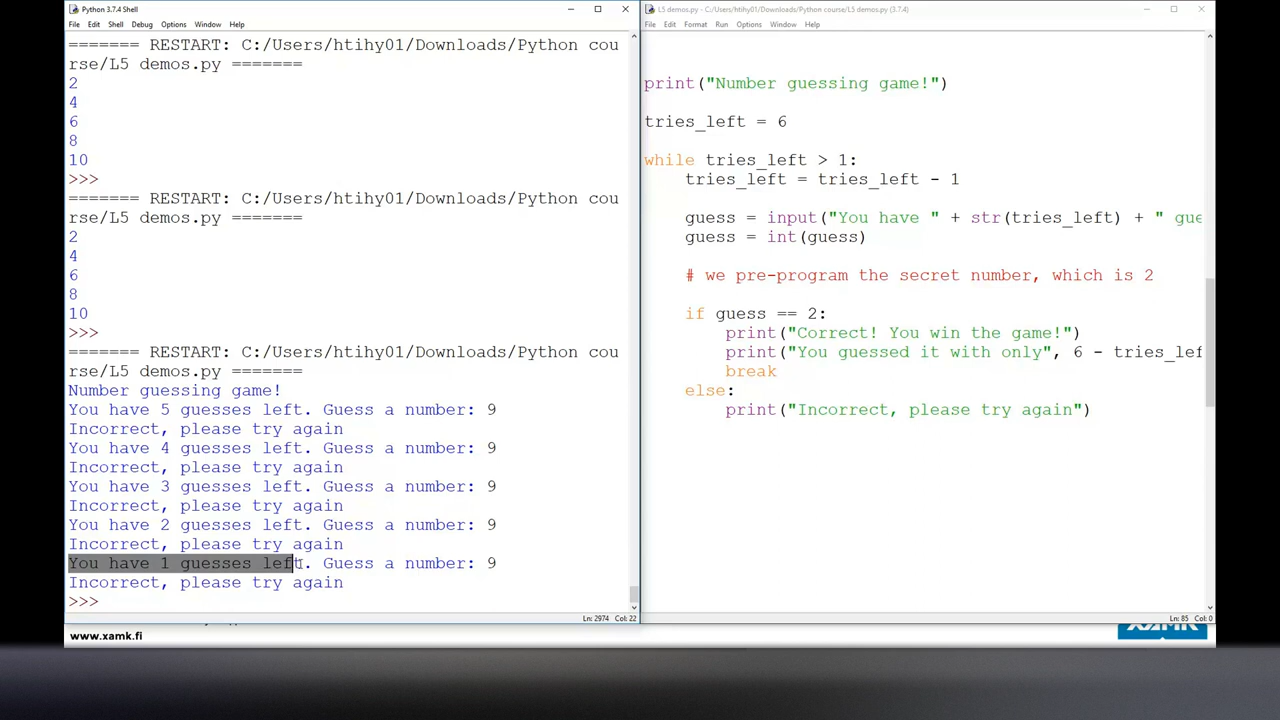 Python 3.7.4 Shell
File Edit Shell Debug Options Window Help
======= RESTART: C:/Users/htihy01/Downloads/Python cou
rse/L5 demos.py =======
2
4
6
8
10
>>>
======= RESTART: C:/Users/htihy01/Downloads/Python cou
rse/L5 demos.py =======
2
4
6
8
10
>>>
======= RESTART: C:/Users/htihy01/Downloads/Python cou
rse/L5 demos.py =======
Number guessing game!
You have 5 guesses left. Guess a number: 9
Incorrect, please try again
You have 4 guesses left. Guess a number: 9
Incorrect, please try again
You have 3 guesses left. Guess a number: 9
Incorrect, please try again
You have 2 guesses left. Guess a number: 9
Incorrect, please try again
You have 1 guesses left. Guess a number: 9
Incorrect, please try again
>>>
Ln: 2974 Col: 22
L5 demos.py - C:/Users/htihy01/Downloads/Python course/L5 demos.py (3.7.4)
File Edit Format Run Options Window Help
print("Number guessing game!")
tries_left = 6
while tries_left > 1:
tries_left = tries_left - 1
guess = input("You have " + str(tries_left) + " gue
guess = int(guess)
# we pre-program the secret number, which is 2
if guess == 2:
print("Correct! You win the game!")
print("You guessed it with only", 6 - tries_lef
break
else:
print("Incorrect, please try again")
Ln: 85 Col: 0
www.xamk.fi